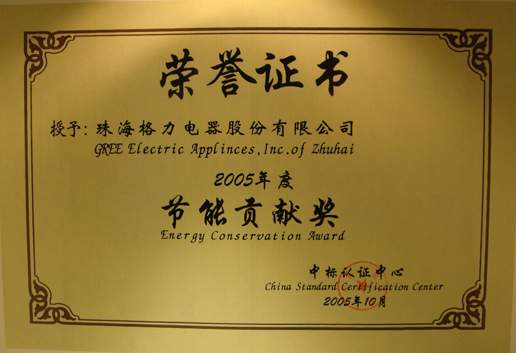 荣誉证书
授予：珠海格力电器股份有限公司
GREE Electric Applinces,Inc.of Zhuhai
2005年度
节能贡献奖
Energy Conservation Award
中标认证中心
China Standard Certification Center
2005年10月